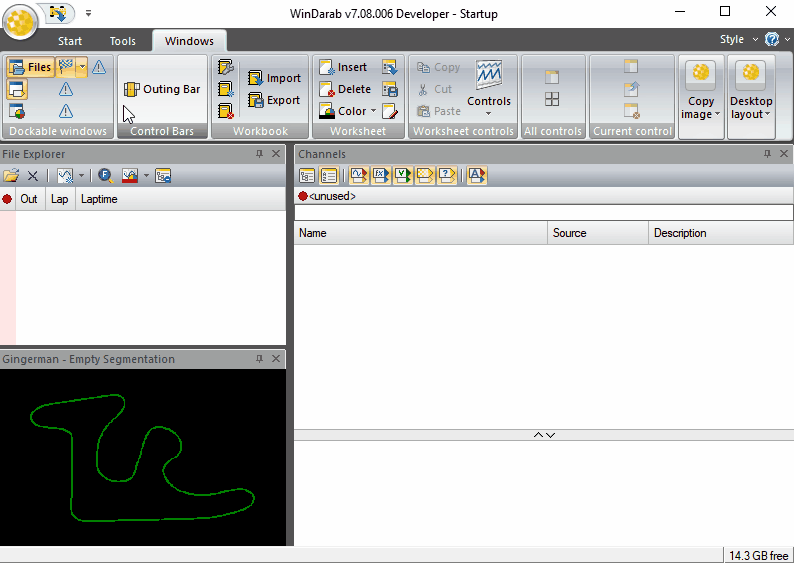 WinDarab v7.08.006 Developer - Startup
Start Tools Windows Style
Files
Outing Bar
Import
Export
Insert
Delete
Color
Copy
Cut
Paste
Controls
Copy image
Desktop layout
Dockable windows Control Bars Workbook Worksheet Worksheet controls All controls Current control
File Explorer
Out Lap Laptime
Channels
<unused>
Name Source Description
Gingerman - Empty Segmentation
14.3 GB free